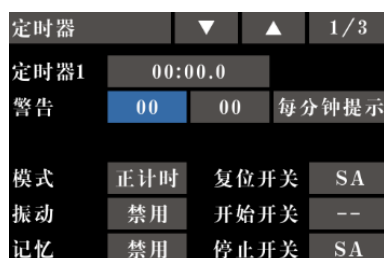 定时器 ▼ ▲ 1/3
定时器1 00:00.0
警告 00 00 每分钟提示
模式 正计时 复位开关 SA
振动 禁用 开始开关 --
记忆 禁用 停止开关 SA